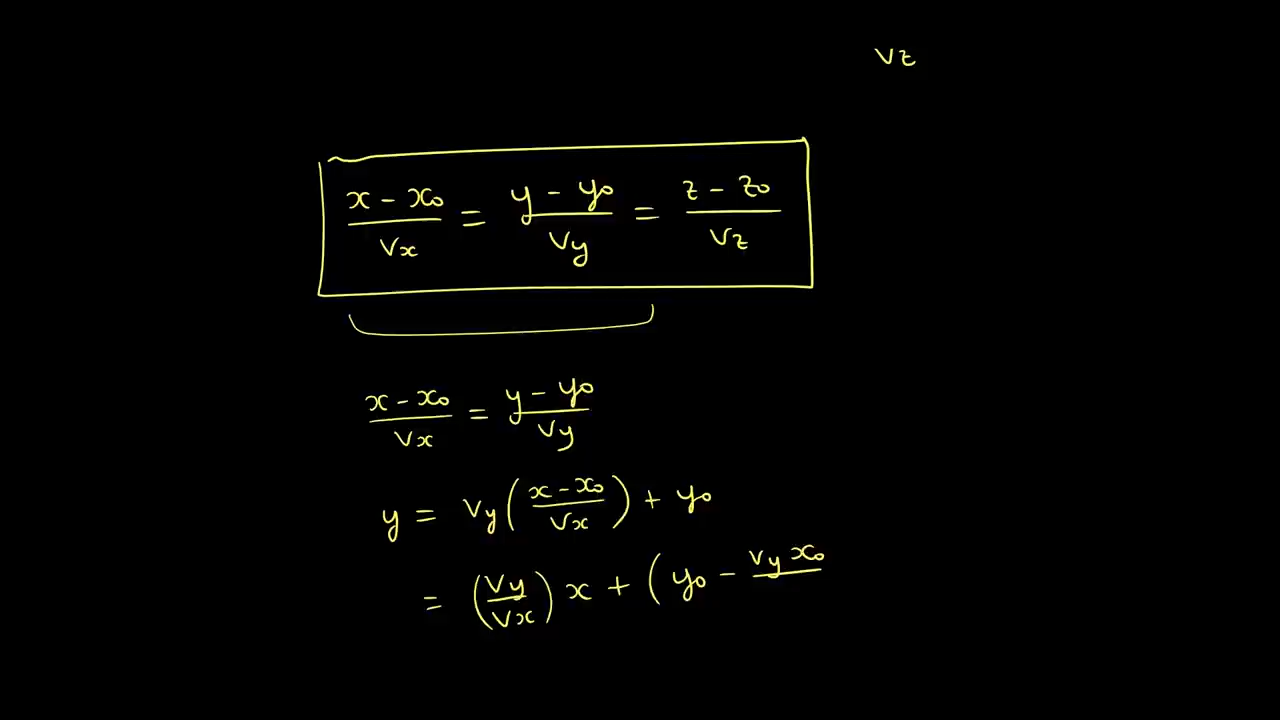 Vz
(x - x₀)/Vx = (y - y₀)/Vy = (z - z₀)/Vz
(x - x₀)/Vx = (y - y₀)/Vy
y = Vy((x - x₀)/Vx) + y₀
= (Vy/Vx) x + (y₀ - Vy x₀/